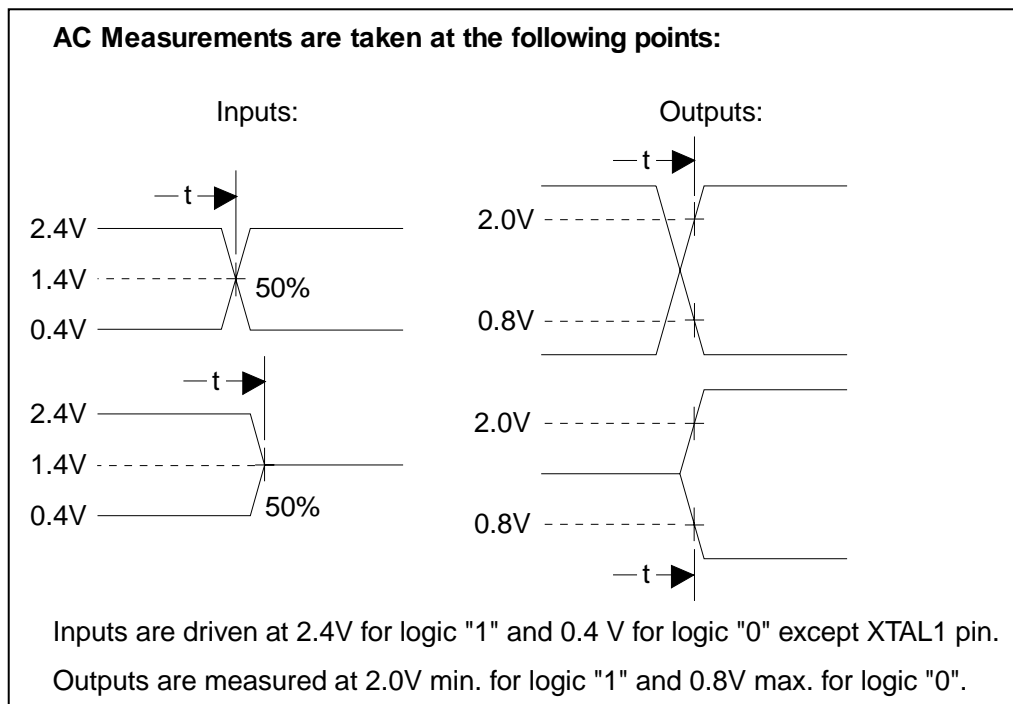 AC Measurements are taken at the following points:
Inputs:
t
2.4V
1.4V
50%
0.4V
t
2.4V
1.4V
50%
0.4V
Outputs:
t
2.0V
0.8V
2.0V
0.8V
t
Inputs are driven at 2.4V for logic "1" and 0.4 V for logic "0" except XTAL1 pin.
Outputs are measured at 2.0V min. for logic "1" and 0.8V max. for logic "0".